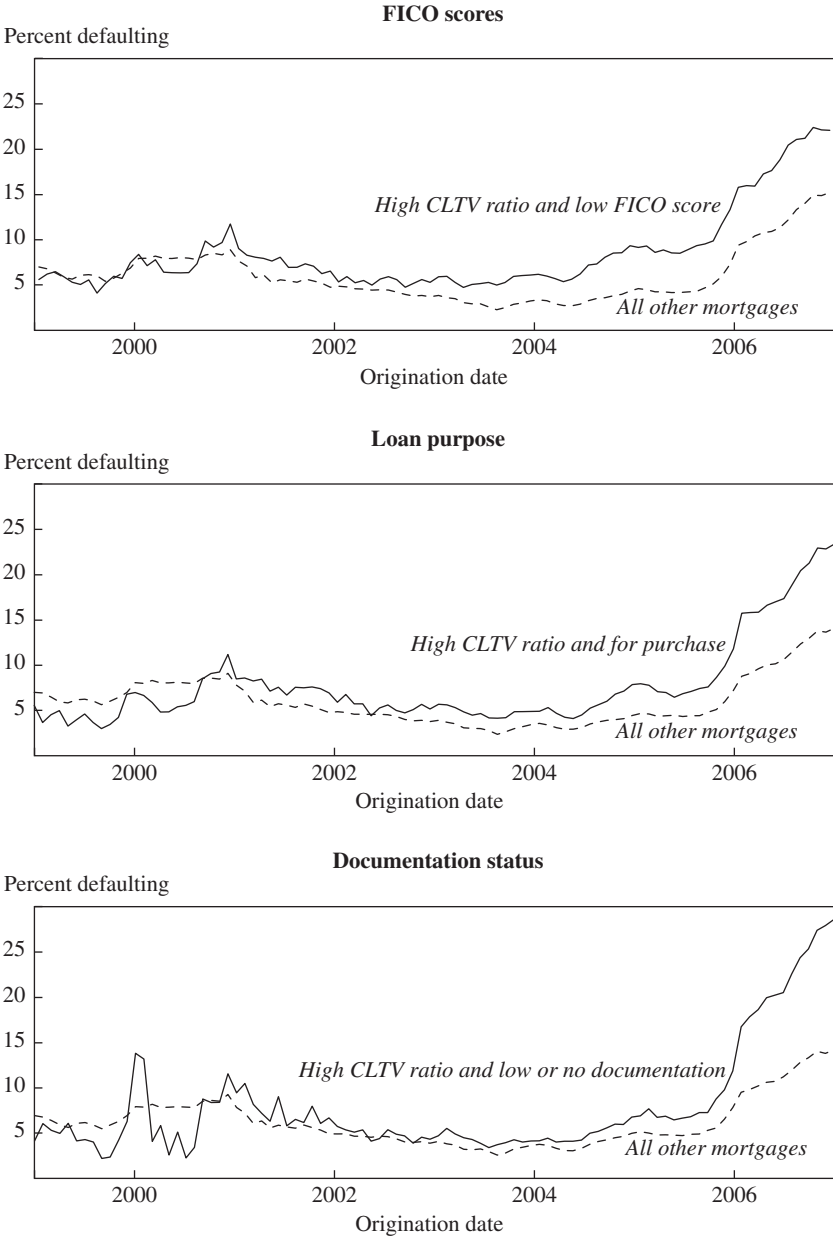 FICO scores
Percent defaulting
25
20
15
High CLTV ratio and low FICO score
10
5
All other mortgages
2000 2002 2004 2006
Origination date
Loan purpose
Percent defaulting
25
20
15
High CLTV ratio and for purchase
10
5
All other mortgages
2000 2002 2004 2006
Origination date
Documentation status
Percent defaulting
25
20
15
High CLTV ratio and low or no documentation
10
5
All other mortgages
2000 2002 2004 2006
Origination date